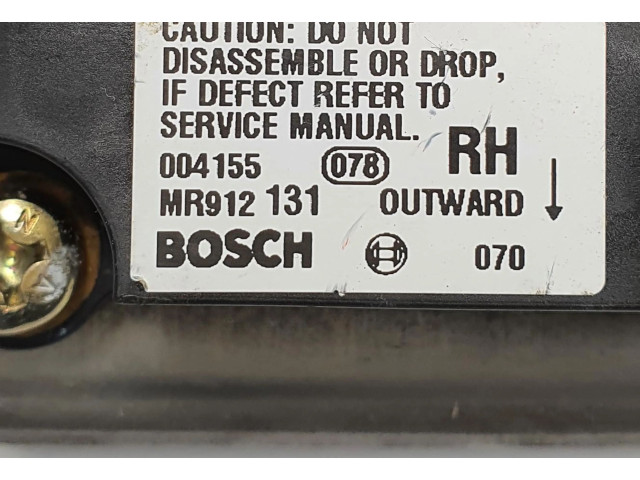 CAUTION: DO NOT
DISASSEMBLE OR DROP,
IF DEFECT REFER TO
SERVICE MANUAL.
004155 078 RH
MR912 131 OUTWARD
BOSCH 070